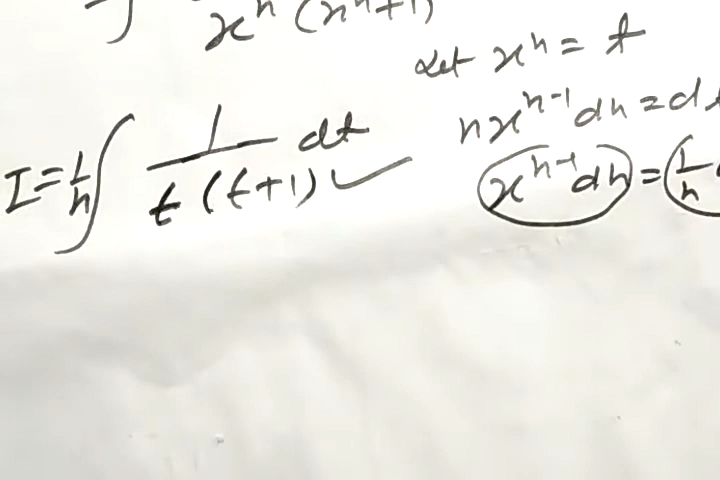 ∫ xⁿ(xⁿ+1)
Let xⁿ = t
nxⁿ⁻¹dx = dt
I = 1/n ∫ 1/(t(t+1)) dt ✓
xⁿ⁻¹dx = 1/n